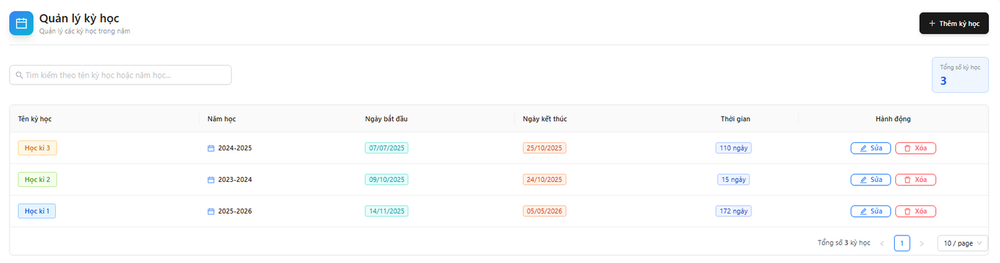 Quản lý kỳ học
Quản lý các kỳ học trong năm
Thêm kỳ học
Tìm kiếm theo tên kỳ học hoặc năm học...
Tổng số kỳ học
3
Tên kỳ học Năm học Ngày bắt đầu Ngày kết thúc Thời gian Hành động
Học kì 3 2024-2025 07/07/2025 25/10/2025 110 ngày Sửa Xóa
Học kì 2 2023-2024 09/10/2025 24/10/2025 15 ngày Sửa Xóa
Học kì 1 2025-2026 14/11/2025 05/05/2026 172 ngày Sửa Xóa
Tổng số 3 kỳ học 1 10 / page